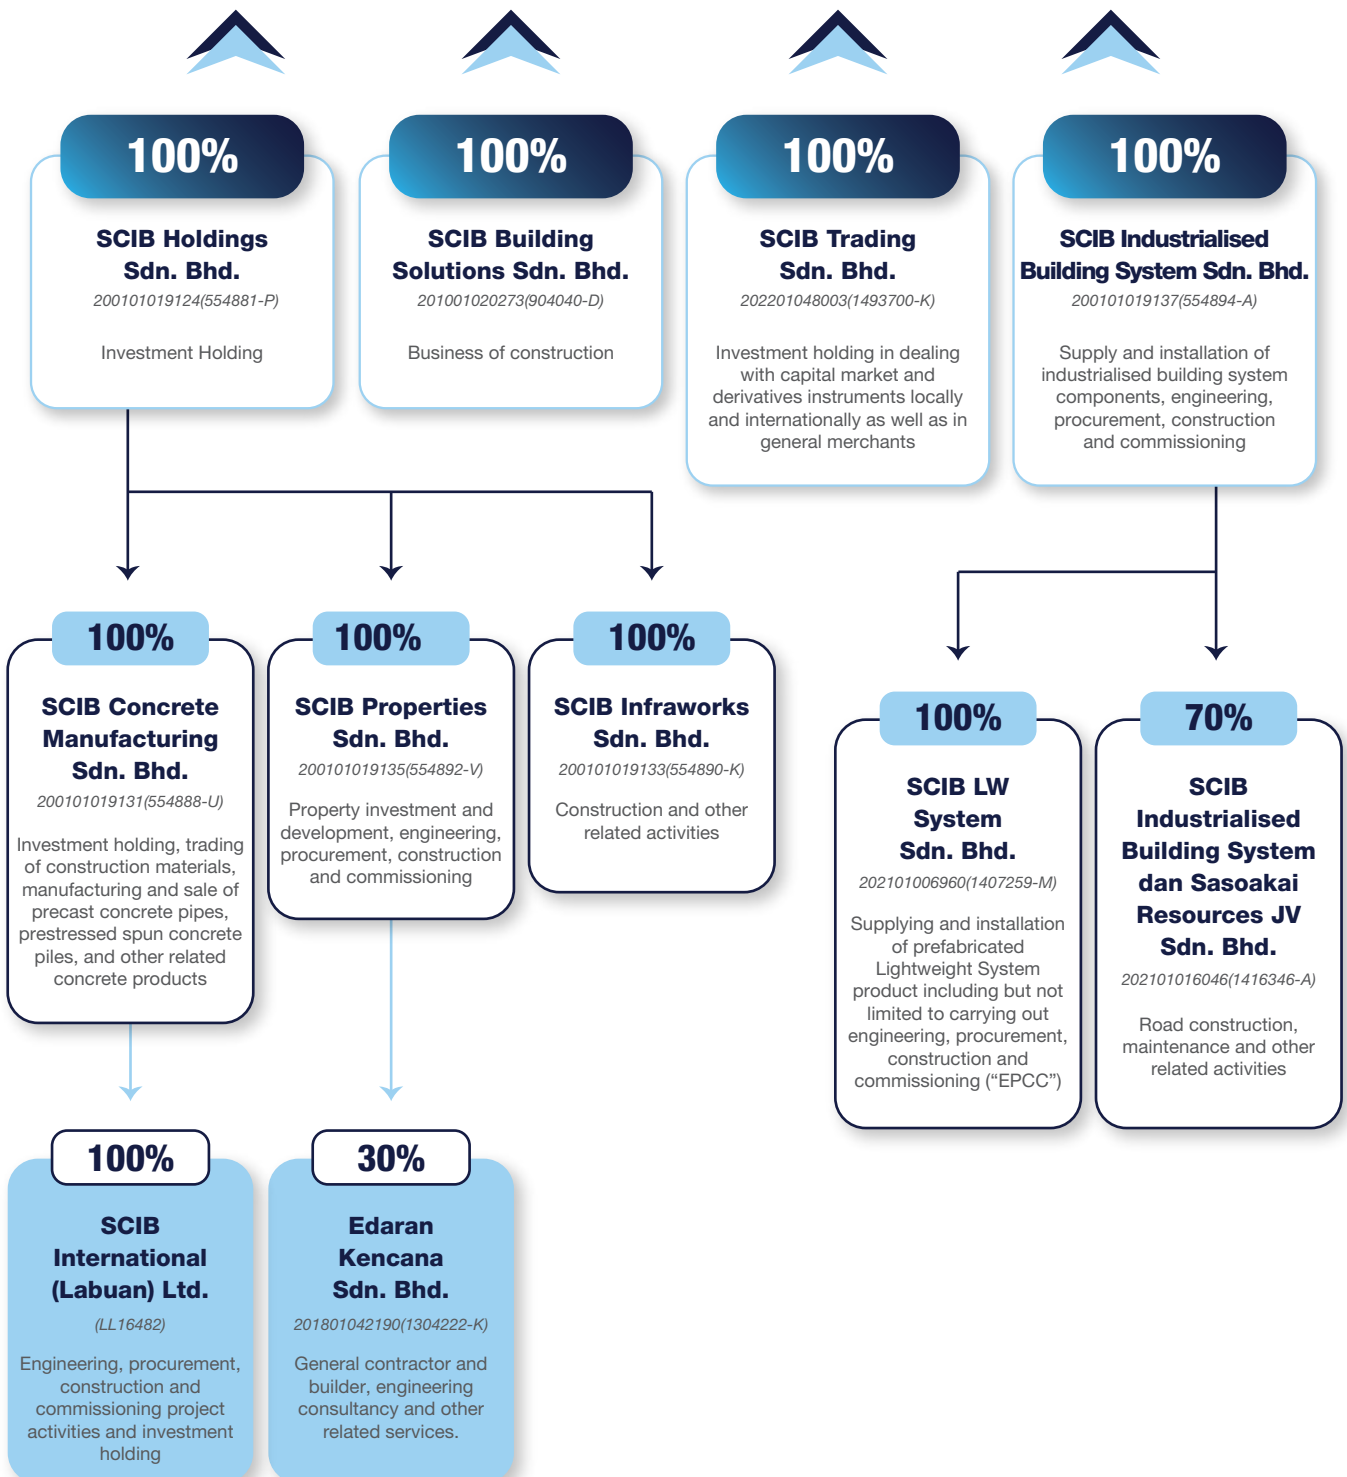 100%
SCIB Holdings
Sdn. Bhd.
200101019124(554881-P)
Investment Holding
100%
SCIB Building
Solutions Sdn. Bhd.
201001020273(904040-D)
Business of construction
100%
SCIB Trading
Sdn. Bhd.
202201048003(1493700-K)
Investment holding in dealing
with capital market and
derivatives instruments locally
and internationally as well as in
general merchants
100%
SCIB Industrialised
Building System Sdn. Bhd.
200101019137(554894-A)
Supply and installation of
industrialised building system
components, engineering,
procurement, construction
and commissioning
100%
SCIB Concrete
Manufacturing
Sdn. Bhd.
200101019131(554888-U)
Investment holding, trading
of construction materials,
manufacturing and sale of
precast concrete pipes,
prestressed spun concrete
piles, and other related
concrete products
100%
SCIB Properties
Sdn. Bhd.
200101019135(554892-V)
Property investment and
development, engineering,
procurement, construction
and commissioning
100%
SCIB Infraworks
Sdn. Bhd.
200101019133(554890-K)
Construction and other
related activities
100%
SCIB LW
System
Sdn. Bhd.
202101006960(1407259-M)
Supplying and installation
of prefabricated
Lightweight System
product including but not
limited to carrying out
engineering, procurement,
construction and
commissioning (“EPCC”)
70%
SCIB
Industrialised
Building System
dan Sasoakai
Resources JV
Sdn. Bhd.
202101016046(1416346-A)
Road construction,
maintenance and other
related activities
100%
SCIB
International
(Labuan) Ltd.
(LL16482)
Engineering, procurement,
construction and
commissioning project
activities and investment
holding
30%
Edaran
Kencana
Sdn. Bhd.
201801042190(1304222-K)
General contractor and
builder, engineering
consultancy and other
related services.